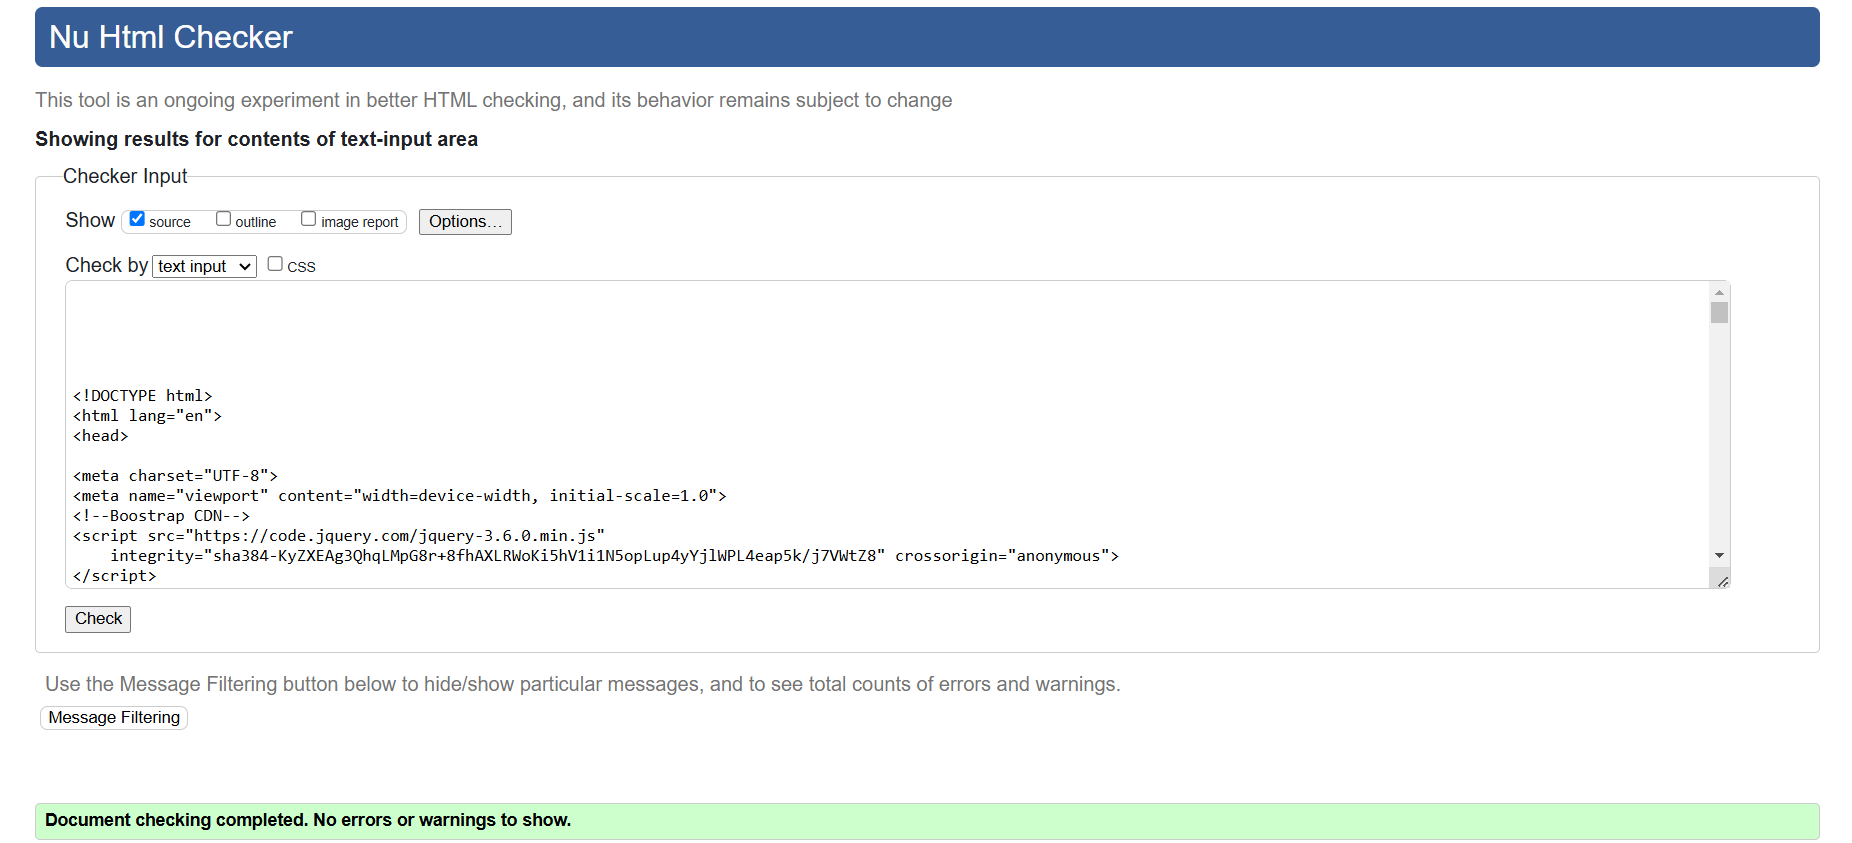 Nu Html Checker
This tool is an ongoing experiment in better HTML checking, and its behavior remains subject to change
Showing results for contents of text-input area
Checker Input
Show source outline image report Options...
Check by text input CSS
<!DOCTYPE html>
<html lang="en">
<head>
<meta charset="UTF-8">
<meta name="viewport" content="width=device-width, initial-scale=1.0">
<!--Boostrap CDN-->
<script src="https://code.jquery.com/jquery-3.6.0.min.js"
integrity="sha384-KyZXEAg3QhqLMpG8r+8fhAXLRWoKi5hV1i1N5opLup4yYjlWPL4eap5k/j7VWtZ8" crossorigin="anonymous">
</script>
Check
Use the Message Filtering button below to hide/show particular messages, and to see total counts of errors and warnings.
Message Filtering
Document checking completed. No errors or warnings to show.